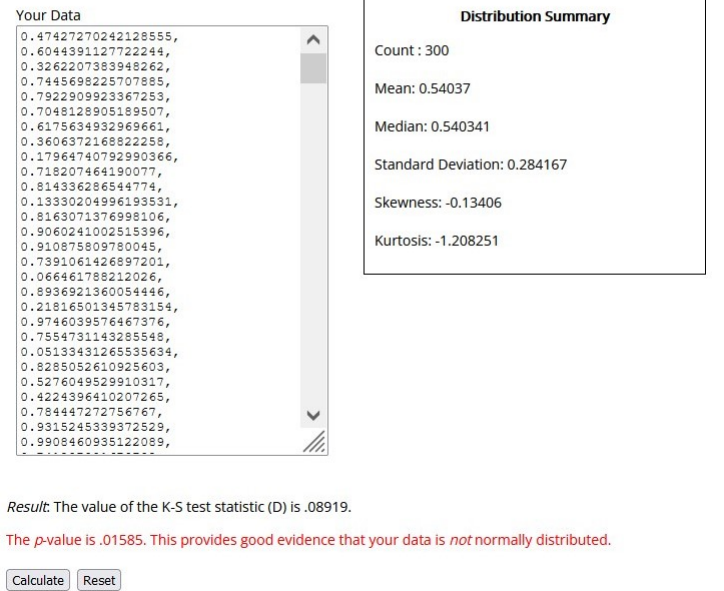 Your Data
0.47427270242128555,
0.6044391127722244,
0.3262207383948262,
0.7445698225707885,
0.7922909923367253,
0.7048128905189507,
0.6175634932969661,
0.3606372168822258,
0.17964740792990366,
0.718207464190077,
0.814336286544774,
0.13330204996193531,
0.8163071376998106,
0.9060241002515396,
0.910875809780045,
0.7391061426897201,
0.066461788212026,
0.8936921360054446,
0.21816501345783154,
0.9746039576467376,
0.7554731143285548,
0.05133431265535634,
0.8285052610925603,
0.5276049529910317,
0.4224396410207265,
0.784447272756767,
0.9315245339372529,
0.9908460935122089,
Distribution Summary
Count : 300
Mean: 0.54037
Median: 0.540341
Standard Deviation: 0.284167
Skewness: -0.13406
Kurtosis: -1.208251
Result: The value of the K-S test statistic (D) is .08919.
The p-value is .01585. This provides good evidence that your data is not normally distributed.
Calculate Reset